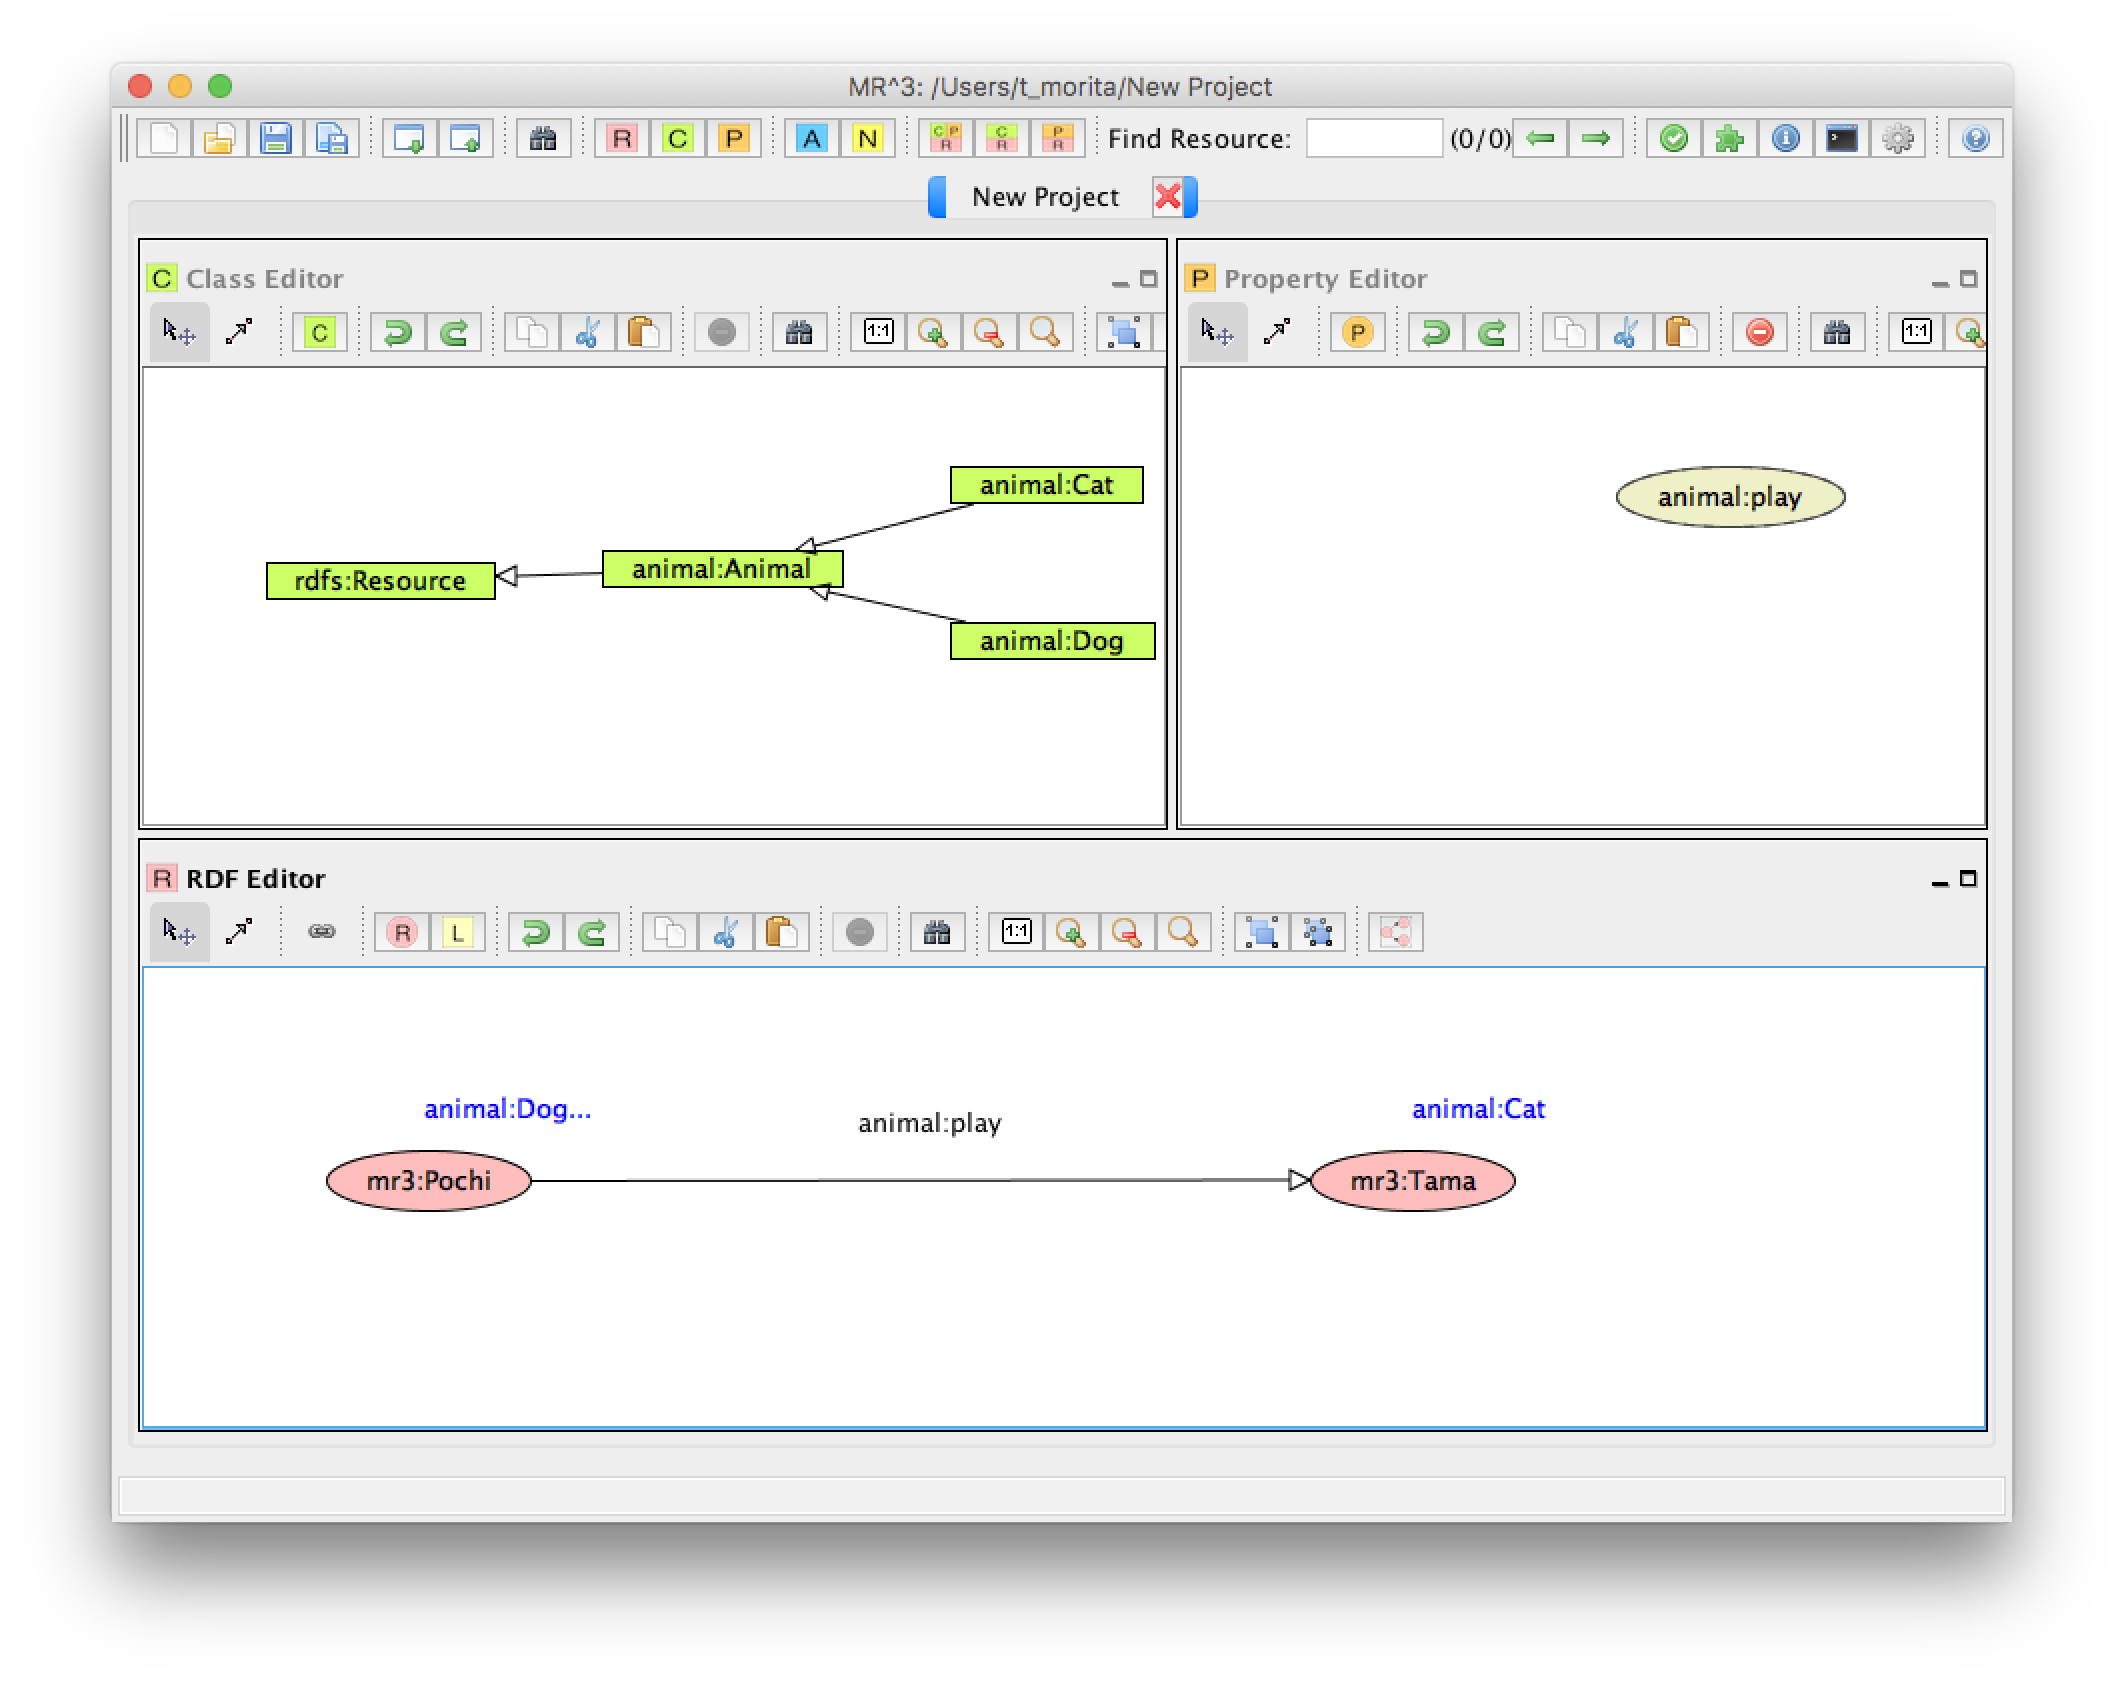 MR^3: /Users/t_morita/New Project
R C P A N C P R C R P R Find Resource: (0/0)
New Project
C Class Editor
C 1:1
animal:Cat
animal:Animal
rdfs:Resource
animal:Dog
P Property Editor
P 1:1
animal:play
R RDF Editor
R L 1:1
animal:Dog...
animal:play
animal:Cat
mr3:Pochi
mr3:Tama